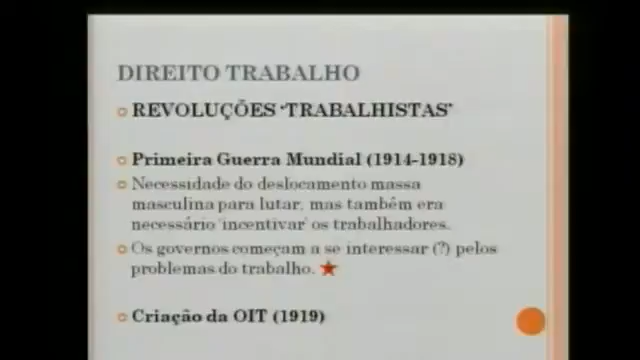 DIREITO TRABALHO
REVOLUÇÕES ‘TRABALHISTAS’
Primeira Guerra Mundial (1914-1918)
Necessidade do deslocamento massa
masculina para lutar, mas também era
necessário ‘incentivar’ os trabalhadores.
Os governos começam a se interessar (?) pelos
problemas do trabalho.
Criação da OIT (1919)